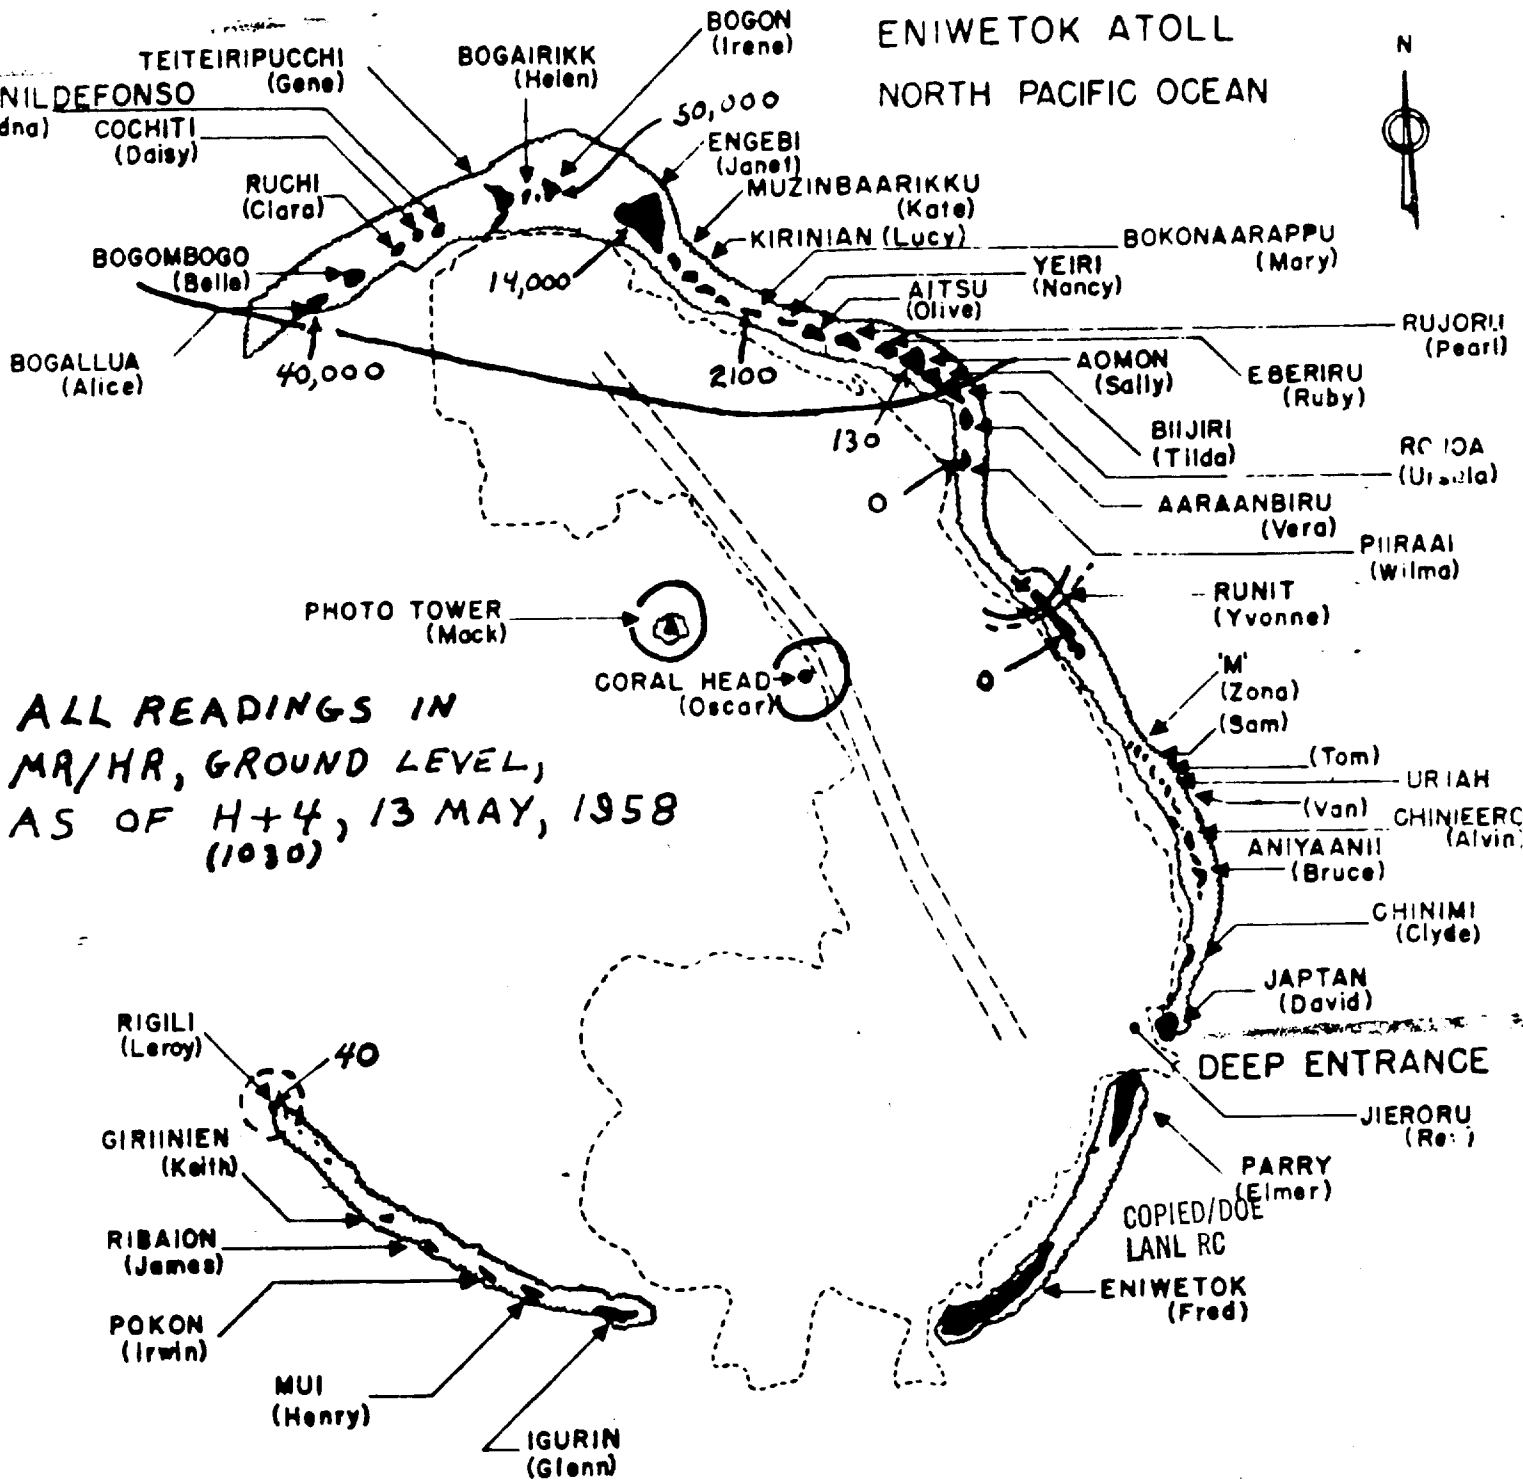 ENIWETOK ATOLL
NORTH PACIFIC OCEAN
N
BOGON
(Irene)
BOGAIRIKK
(Helen)
TEITEIRIPUCCHI
(Gene)
NILDEFONSO
dna)
COCHITI
(Daisy)
RUCHI
(Clara)
BOGOMBOGO
(Belle)
BOGALLUA
(Alice)
50,000
ENGEBI
(Janet)
MUZINBAARIKKU
(Kate)
KIRINIAN (Lucy)
BOKONAARAPPU
(Mary)
YEIRI
(Nancy)
AITSU
(Olive)
RUJORU
(Pearl)
EBERIRU
(Ruby)
AOMON
(Sally)
BIIJIRI
(Tilda)
(Ursula)
AARAANBIRU
(Vera)
PIIRAAI
(Wilma)
RUNIT
(Yvonne)
14,000
40,000
2100
130
0
0
PHOTO TOWER
(Mack)
CORAL HEAD
(Oscar)
'M'
(Zona)
(Sam)
(Tom)
URIAH
(Van)
CHINIEERO
(Alvin)
ANIYAANII
(Bruce)
CHINIMI
(Clyde)
JAPTAN
(David)
DEEP ENTRANCE
JIERORU
PARRY
(Elmer)
COPIED/DOE
LANL RC
ENIWETOK
(Fred)
ALL READINGS IN
MR/HR, GROUND LEVEL,
AS OF H+4, 13 MAY, 1958
(1030)
RIGILI
(Leroy)
40
GIRIINIEN
(Keith)
RIBAION
(James)
POKON
(Irwin)
MUI
(Henry)
IGURIN
(Glenn)